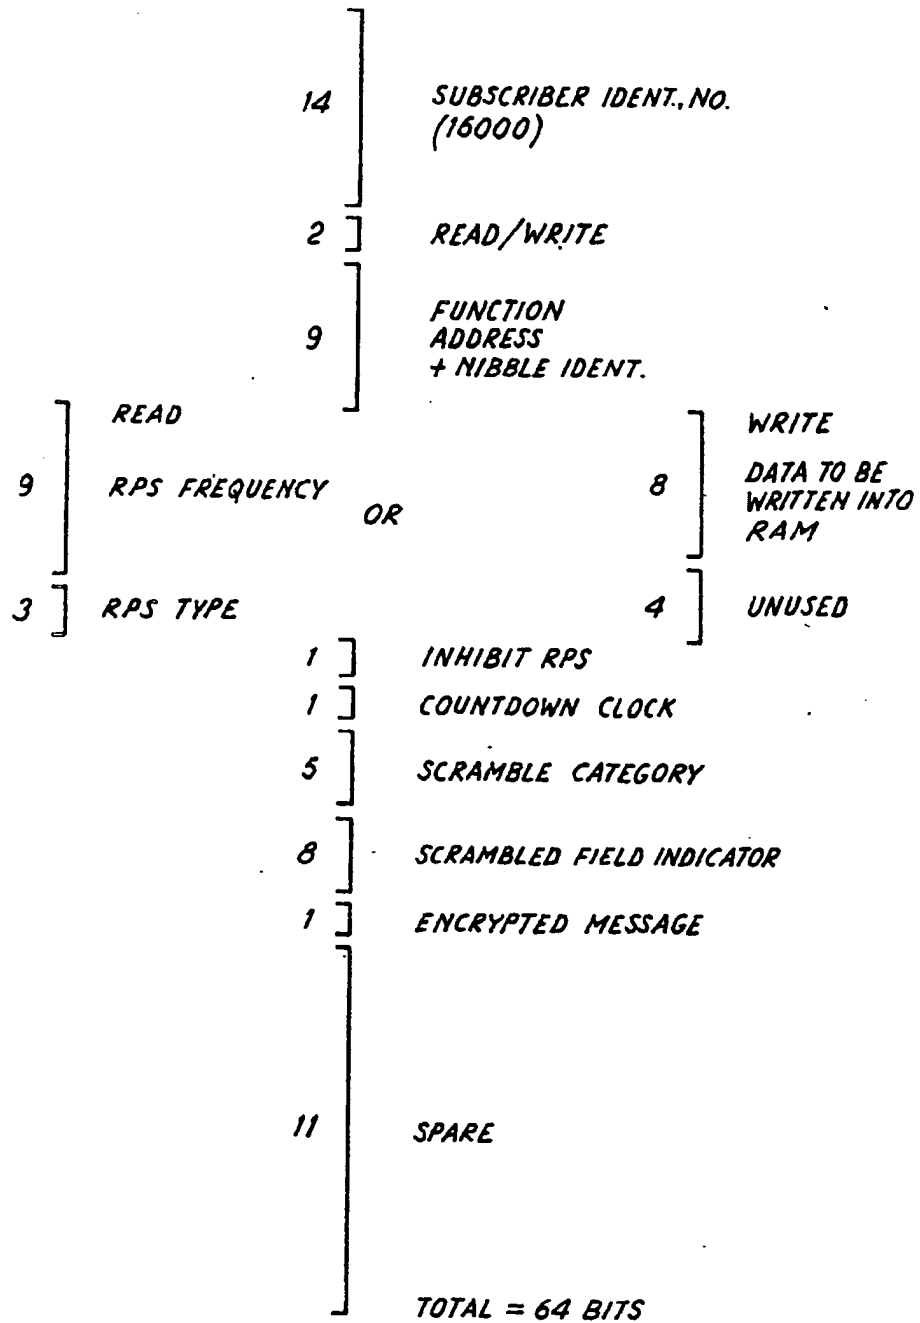 14 SUBSCRIBER IDENT., NO.
(16000)
2 READ/WRITE
9 FUNCTION
ADDRESS
+ NIBBLE IDENT.
READ
9 RPS FREQUENCY
OR
WRITE
8 DATA TO BE
WRITTEN INTO
RAM
3 RPS TYPE
4 UNUSED
1 INHIBIT RPS
1 COUNTDOWN CLOCK
5 SCRAMBLE CATEGORY
8 SCRAMBLED FIELD INDICATOR
1 ENCRYPTED MESSAGE
11 SPARE
TOTAL = 64 BITS